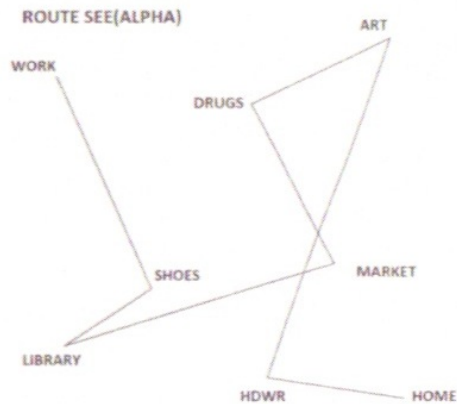 ROUTE SEE(ALPHA)
ART
WORK
DRUGS
SHOES
MARKET
LIBRARY
HDWR
HOME